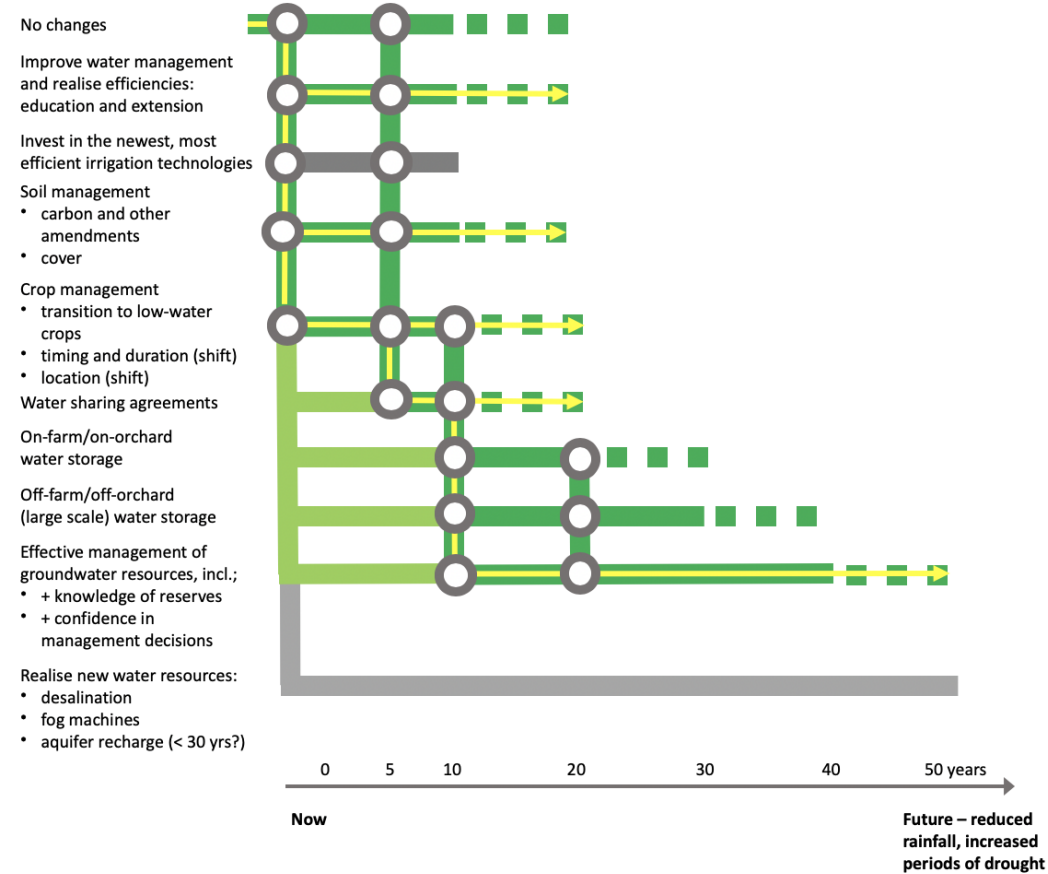 No changes
Improve water management
and realise efficiencies:
education and extension
Invest in the newest, most
efficient irrigation technologies
Soil management
• carbon and other
amendments
• cover
Crop management
• transition to low-water
crops
• timing and duration (shift)
• location (shift)
Water sharing agreements
On-farm/on-orchard
water storage
Off-farm/off-orchard
(large scale) water storage
Effective management of
groundwater resources, incl.;
• + knowledge of reserves
• + confidence in
management decisions
Realise new water resources:
• desalination
• fog machines
• aquifer recharge (< 30 yrs?)
0 5 10 20 30 40 50 years
Now
Future – reduced
rainfall, increased
periods of drought